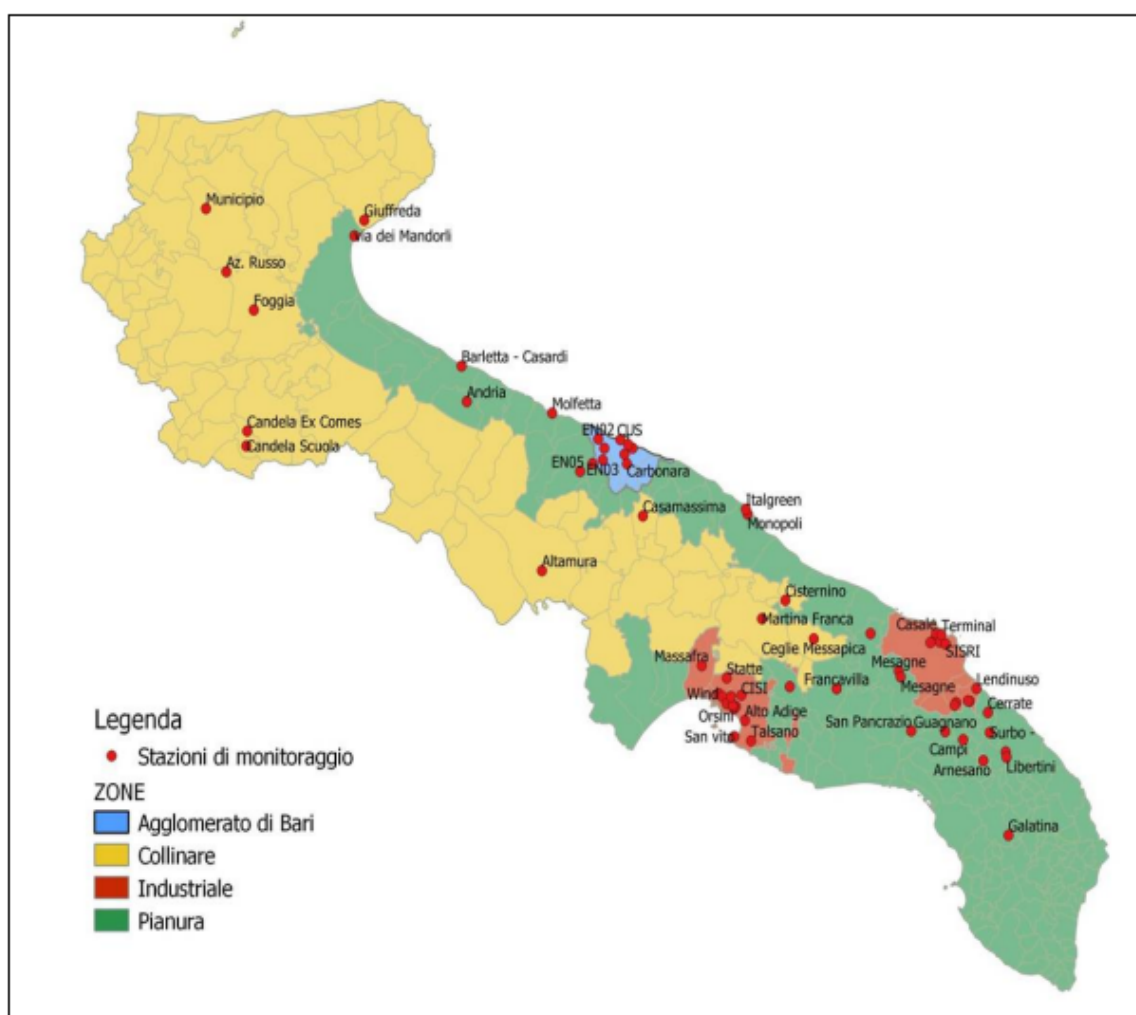 Municipio
Giuffreda
Via dei Mandorli
Az. Russo
Foggia
Barletta - Casardi
Andria
Molfetta
Candela Ex Comes
EN02 CUS
Candela Scuola
EN05 EN03 Carbonara
Italgreen
Casamassima
Monopoli
Altamura
Cisternino
Martina Franca
Casale Terminal
Ceglie Messapica
SISRI
Massafra
Statte
Mesagne
Francavilla
Mesagne
Lendinuso
Wind
CISI
Orsini
Alto Adige
Cerrate
San Pancrazio
Guagnano
San vito
Talsano
Surbo -
Campi
Arnesano
Libertini
Galatina
Legenda
Stazioni di monitoraggio
ZONE
Agglomerato di Bari
Collinare
Industriale
Pianura